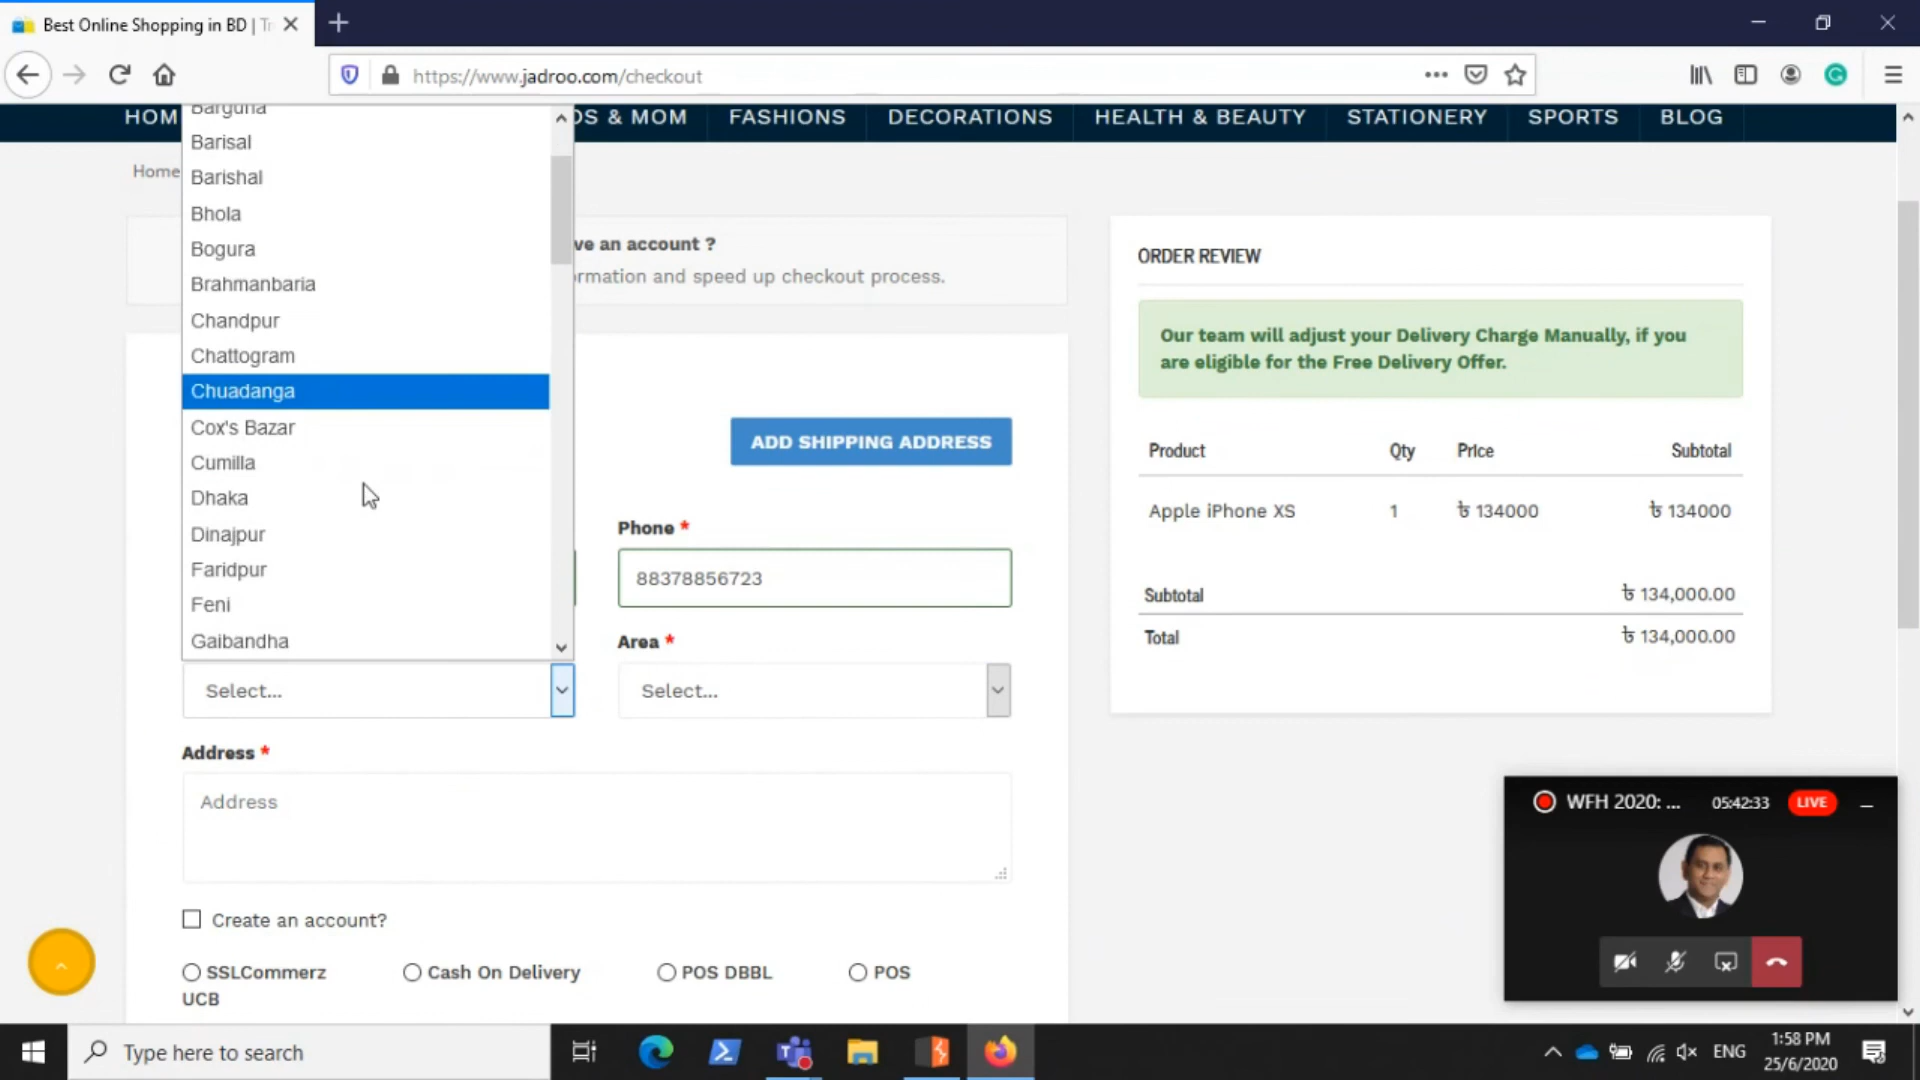 Best Online Shopping in BD | Tr
https://www.jadroo.com/checkout
HOM
DS & MOM
FASHIONS
DECORATIONS
HEALTH & BEAUTY
STATIONERY
SPORTS
BLOG
Home
Barguna
Barisal
Barishal
Bhola
Bogura
Brahmanbaria
Chandpur
Chattogram
Chuadanga
Cox's Bazar
Cumilla
Dhaka
Dinajpur
Faridpur
Feni
Gaibandha
Select...
ve an account ?
rmation and speed up checkout process.
ADD SHIPPING ADDRESS
Phone *
88378856723
Area *
Select...
Address *
Address
Create an account?
SSLCommerz
Cash On Delivery
POS DBBL
POS
UCB
ORDER REVIEW
Our team will adjust your Delivery Charge Manually, if you
are eligible for the Free Delivery Offer.
Product Qty Price Subtotal
Apple iPhone XS 1 ৳ 134000 ৳ 134000
Subtotal ৳ 134,000.00
Total ৳ 134,000.00
WFH 2020: ... 05:42:33 LIVE
Type here to search
ENG
1:58 PM
25/6/2020